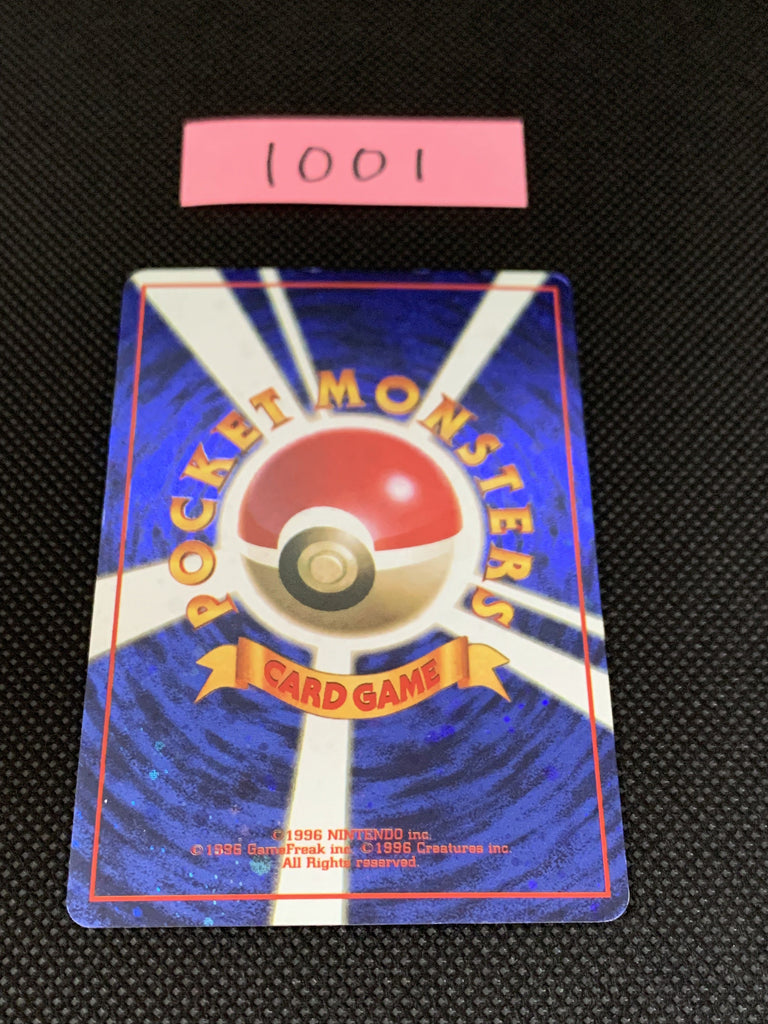 1001
POCKET MONSTERS
CARD GAME
©1996 NINTENDO inc.
©1996 GameFreak inc. ©1996 Creatures inc.
All Rights reserved.